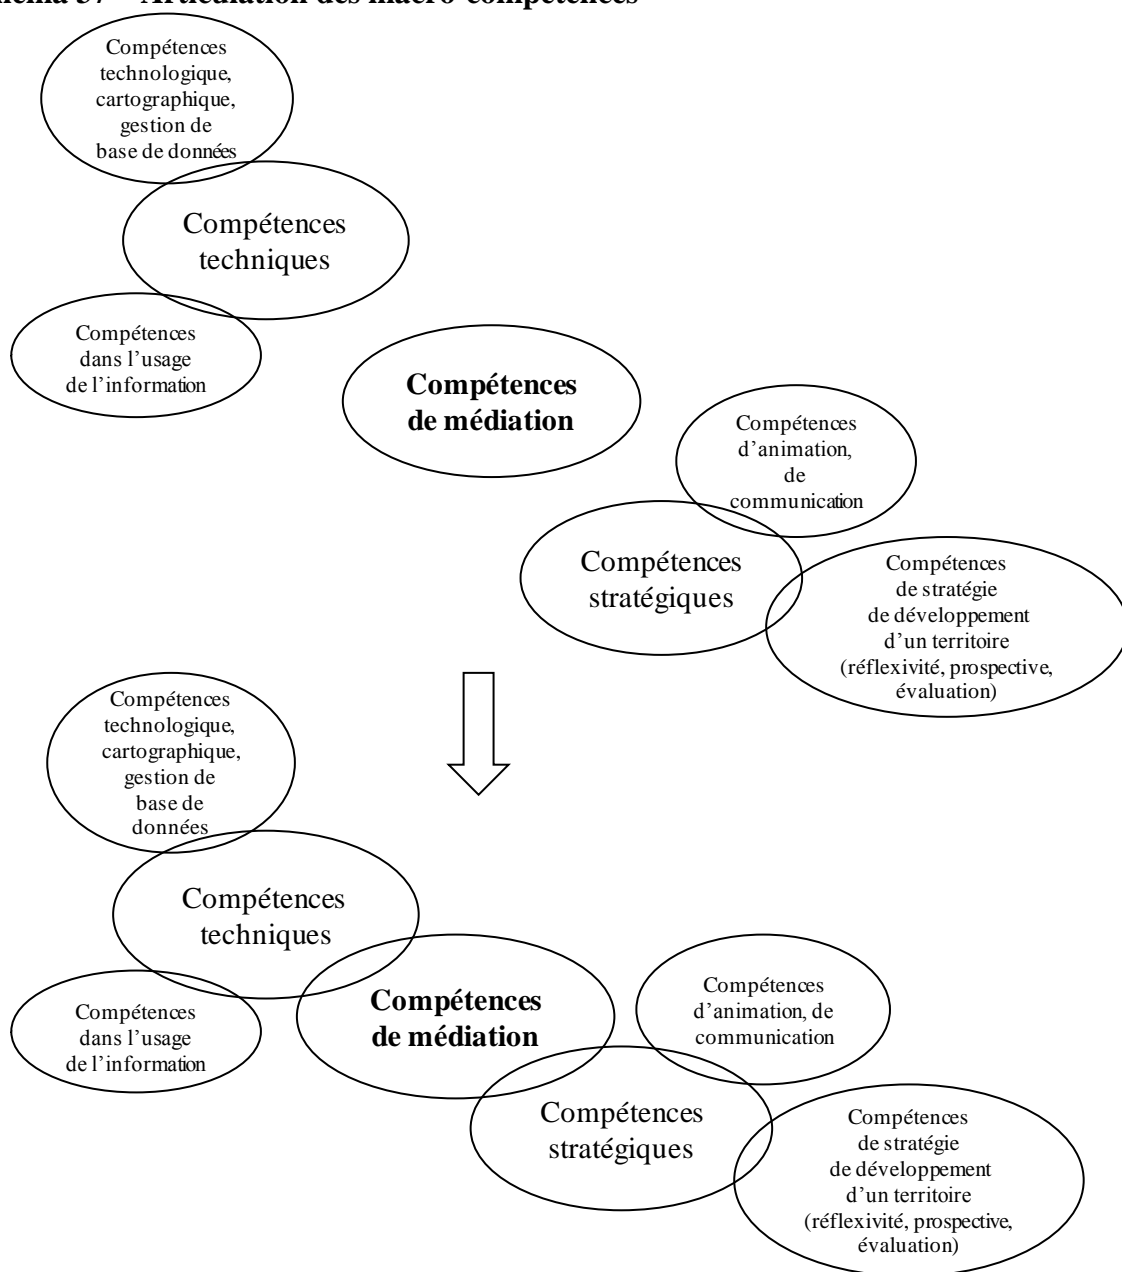 Articulation des macro-compétences
Compétences
technologique,
cartographique,
gestion de
base de données
Compétences
techniques
Compétences
dans l’usage
de l’information
Compétences
de médiation
Compétences
d’animation,
de
communication
Compétences
stratégiques
Compétences
de stratégie
de développement
d’un territoire
(réflexivité, prospective,
évaluation)
Compétences
technologique,
cartographique,
gestion de
base de
données
Compétences
techniques
Compétences
dans l’usage
de l’information
Compétences
de médiation
Compétences
d’animation, de
communication
Compétences
stratégiques
Compétences
de stratégie
de développement
d’un territoire
(réflexivité, prospective,
évaluation)